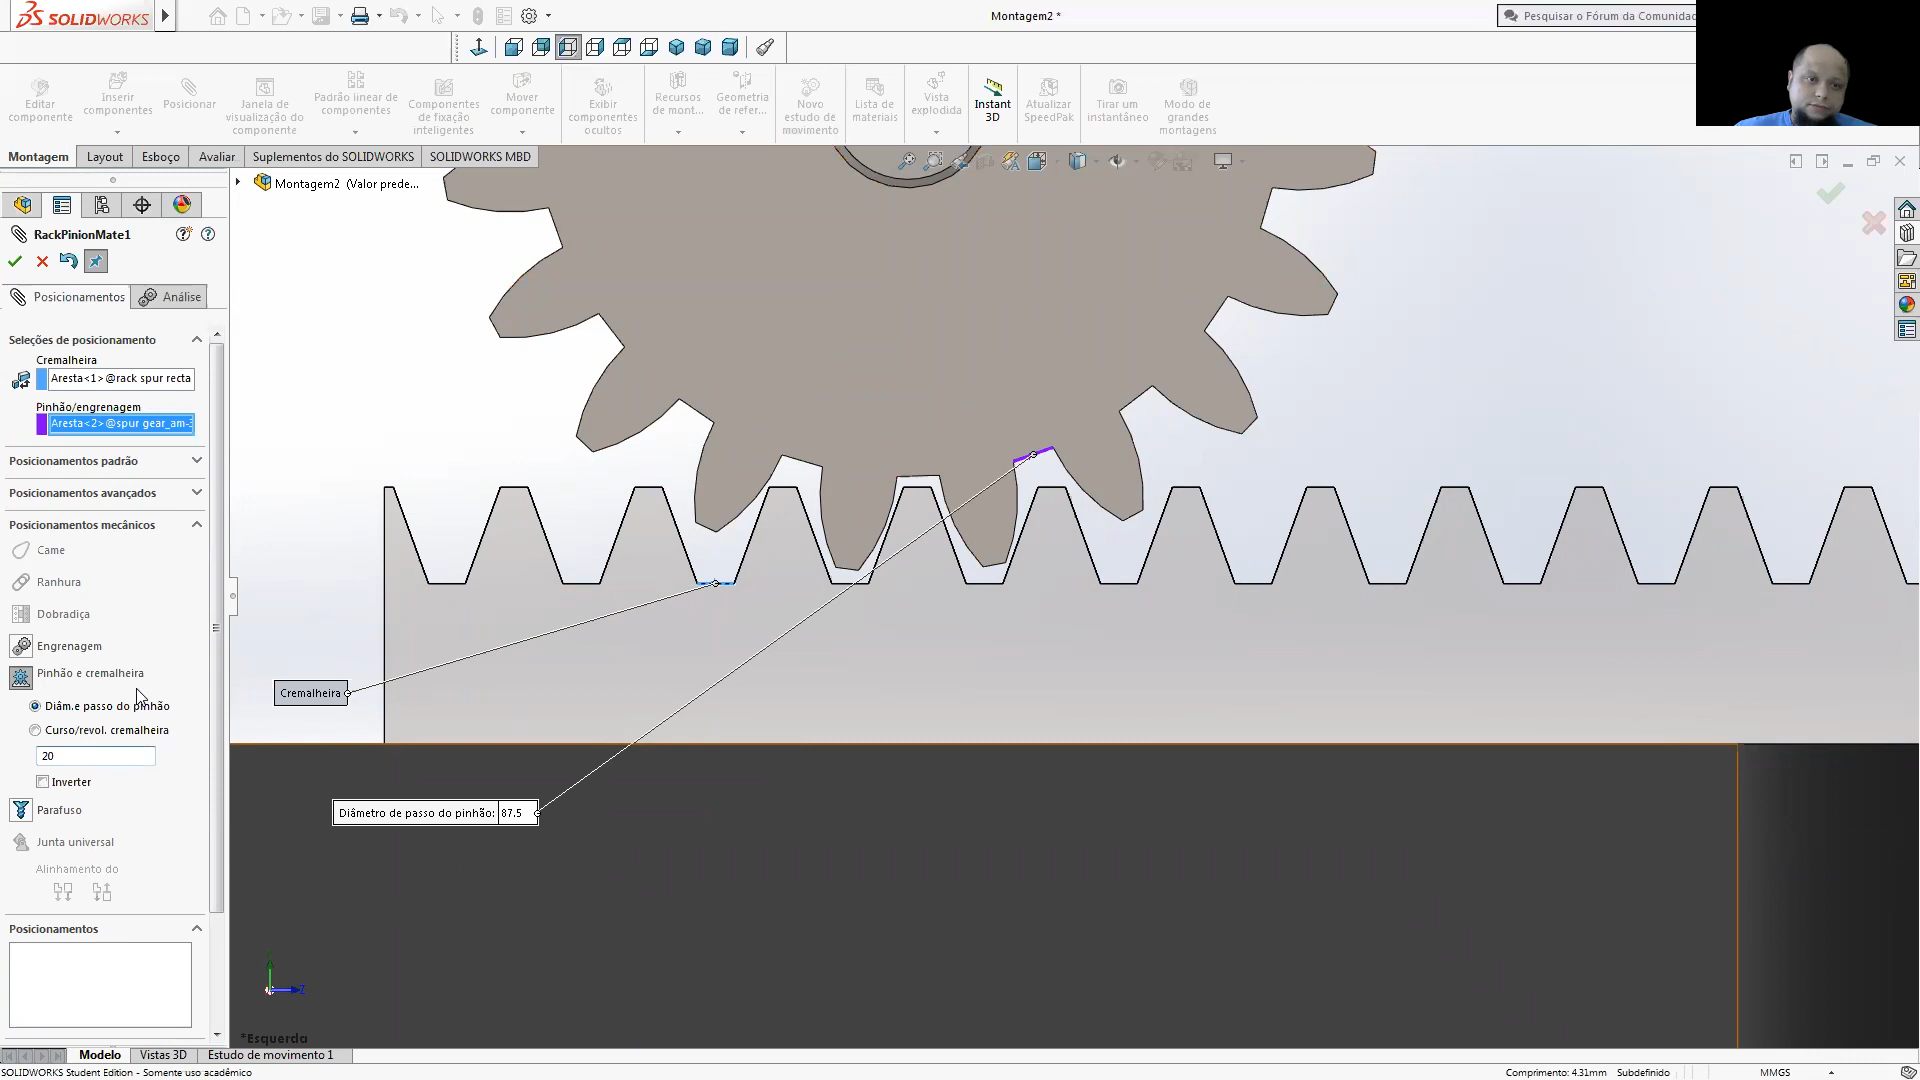 SOLIDWORKS
Montagem2 *
Pesquisar o Fórum da Comunidac
Editar componente
Inserir componentes
Posicionar
Janela de visualização do componente
Padrão linear de componentes
Componentes de fixação inteligentes
Mover componente
Exibir componentes ocultos
Recursos de mont...
Geometria de refer...
Novo estudo de movimento
Lista de materiais
Vista explodida
Instant 3D
Atualizar SpeedPak
Tirar um instantâneo
Modo de grandes montagens
Montagem
Layout
Esboço
Avaliar
Suplementos do SOLIDWORKS
SOLIDWORKS MBD
Montagem2 (Valor prede...
RackPinionMate1
Posicionamentos
Análise
Seleções de posicionamento
Cremalheira
Aresta<1>@rack spur recta
Pinhão/engrenagem
Aresta<2>@spur gear_am-
Posicionamentos padrão
Posicionamentos avançados
Posicionamentos mecânicos
Came
Ranhura
Dobradiça
Engrenagem
Pinhão e cremalheira
Diâm.e passo do pinhão
Curso/revol. cremalheira
20
Inverter
Parafuso
Junta universal
Alinhamento do
Posicionamentos
Cremalheira
Diâmetro de passo do pinhão: 87.5
Z
*Esquerda
Modelo
Vistas 3D
Estudo de movimento 1
SOLIDWORKS Student Edition - Somente uso acadêmico
Comprimento: 4.31mm
Subdefinido
MMGS